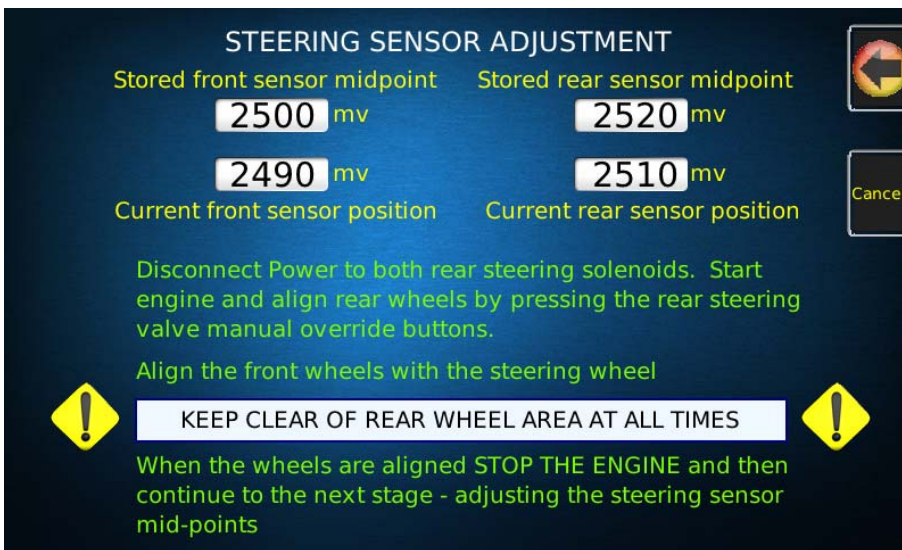 STEERING SENSOR ADJUSTMENT
Stored front sensor midpoint
Stored rear sensor midpoint
2500 mv
2520 mv
2490 mv
2510 mv
Current front sensor position
Current rear sensor position
Cance
Disconnect Power to both rear steering solenoids. Start
engine and align rear wheels by pressing the rear steering
valve manual override buttons.
Align the front wheels with the steering wheel
KEEP CLEAR OF REAR WHEEL AREA AT ALL TIMES
When the wheels are aligned STOP THE ENGINE and then
continue to the next stage - adjusting the steering sensor
mid-points